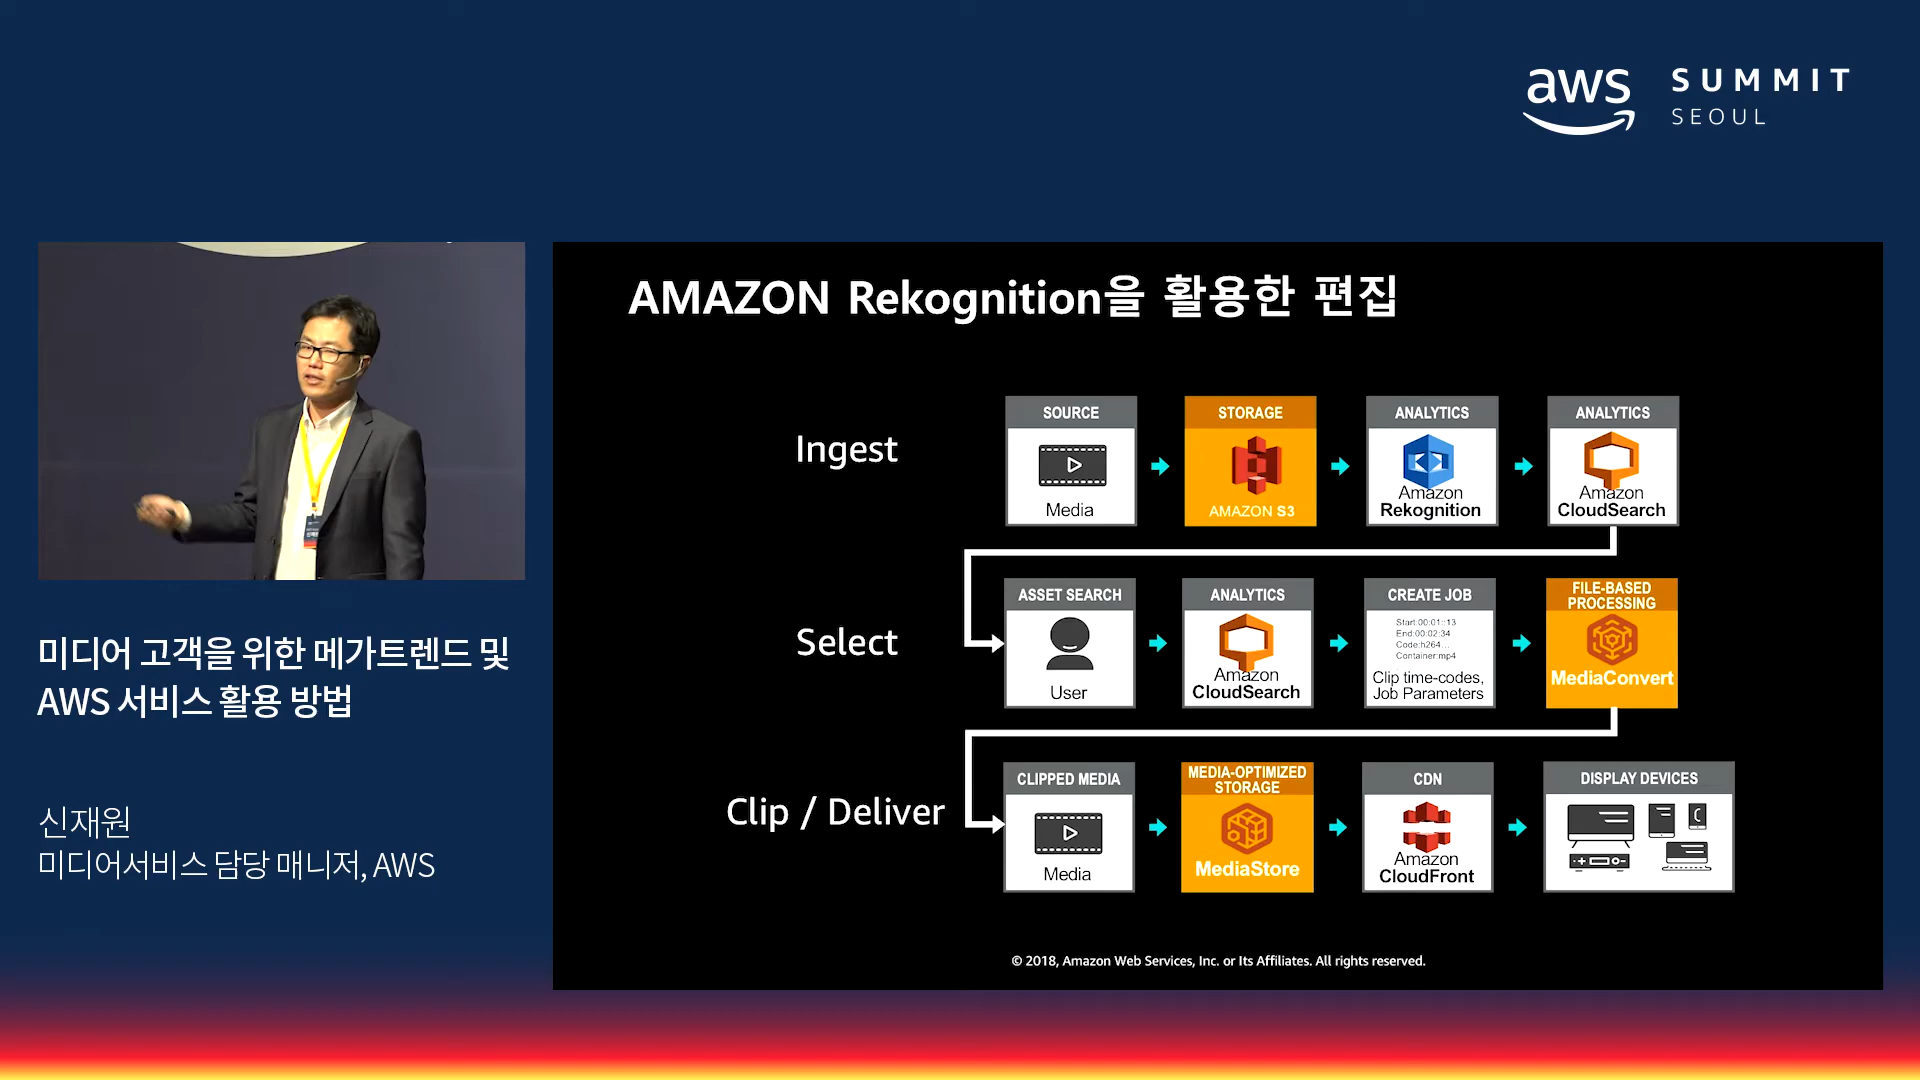 aws SUMMIT
SEOUL
AMAZON Rekognition을 활용한 편집
Ingest
SOURCE
Media
STORAGE
AMAZON S3
ANALYTICS
Amazon
Rekognition
ANALYTICS
Amazon
CloudSearch
Select
ASSET SEARCH
User
ANALYTICS
Amazon
CloudSearch
CREATE JOB
Start:00:01::13
End:00:02:34
Code:h264...
Container:mp4
Clip time-codes,
Job Parameters
FILE-BASED
PROCESSING
MediaConvert
Clip / Deliver
CLIPPED MEDIA
Media
MEDIA-OPTIMIZED
STORAGE
MediaStore
CDN
Amazon
CloudFront
DISPLAY DEVICES
© 2018, Amazon Web Services, Inc. or Its Affiliates. All rights reserved.
미디어 고객을 위한 메가트렌드 및
AWS 서비스 활용 방법
신재원
미디어서비스 담당 매니저, AWS